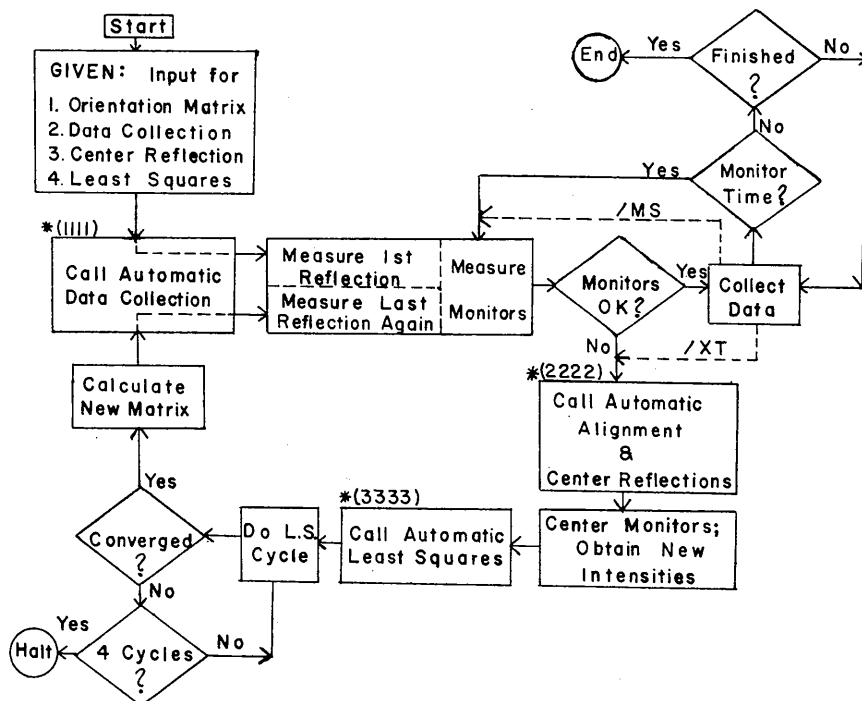 Start
GIVEN: Input for
1. Orientation Matrix
2. Data Collection
3. Center Reflection
4. Least Squares
*(1111)
Call Automatic
Data Collection
Measure 1st
Reflection
Measure Last
Reflection Again
Measure
Monitors
Monitors
OK?
Yes
No
Collect
Data
/MS
/XT
Monitor
Time?
Yes
No
Finished
?
Yes
No
End
*(2222)
Call Automatic
Alignment
&
Center Reflections
Center Monitors;
Obtain New
Intensities
*(3333)
Call Automatic
Least Squares
Do L.S.
Cycle
Converged
?
Yes
No
Calculate
New Matrix
4 Cycles
?
Yes
No
Halt